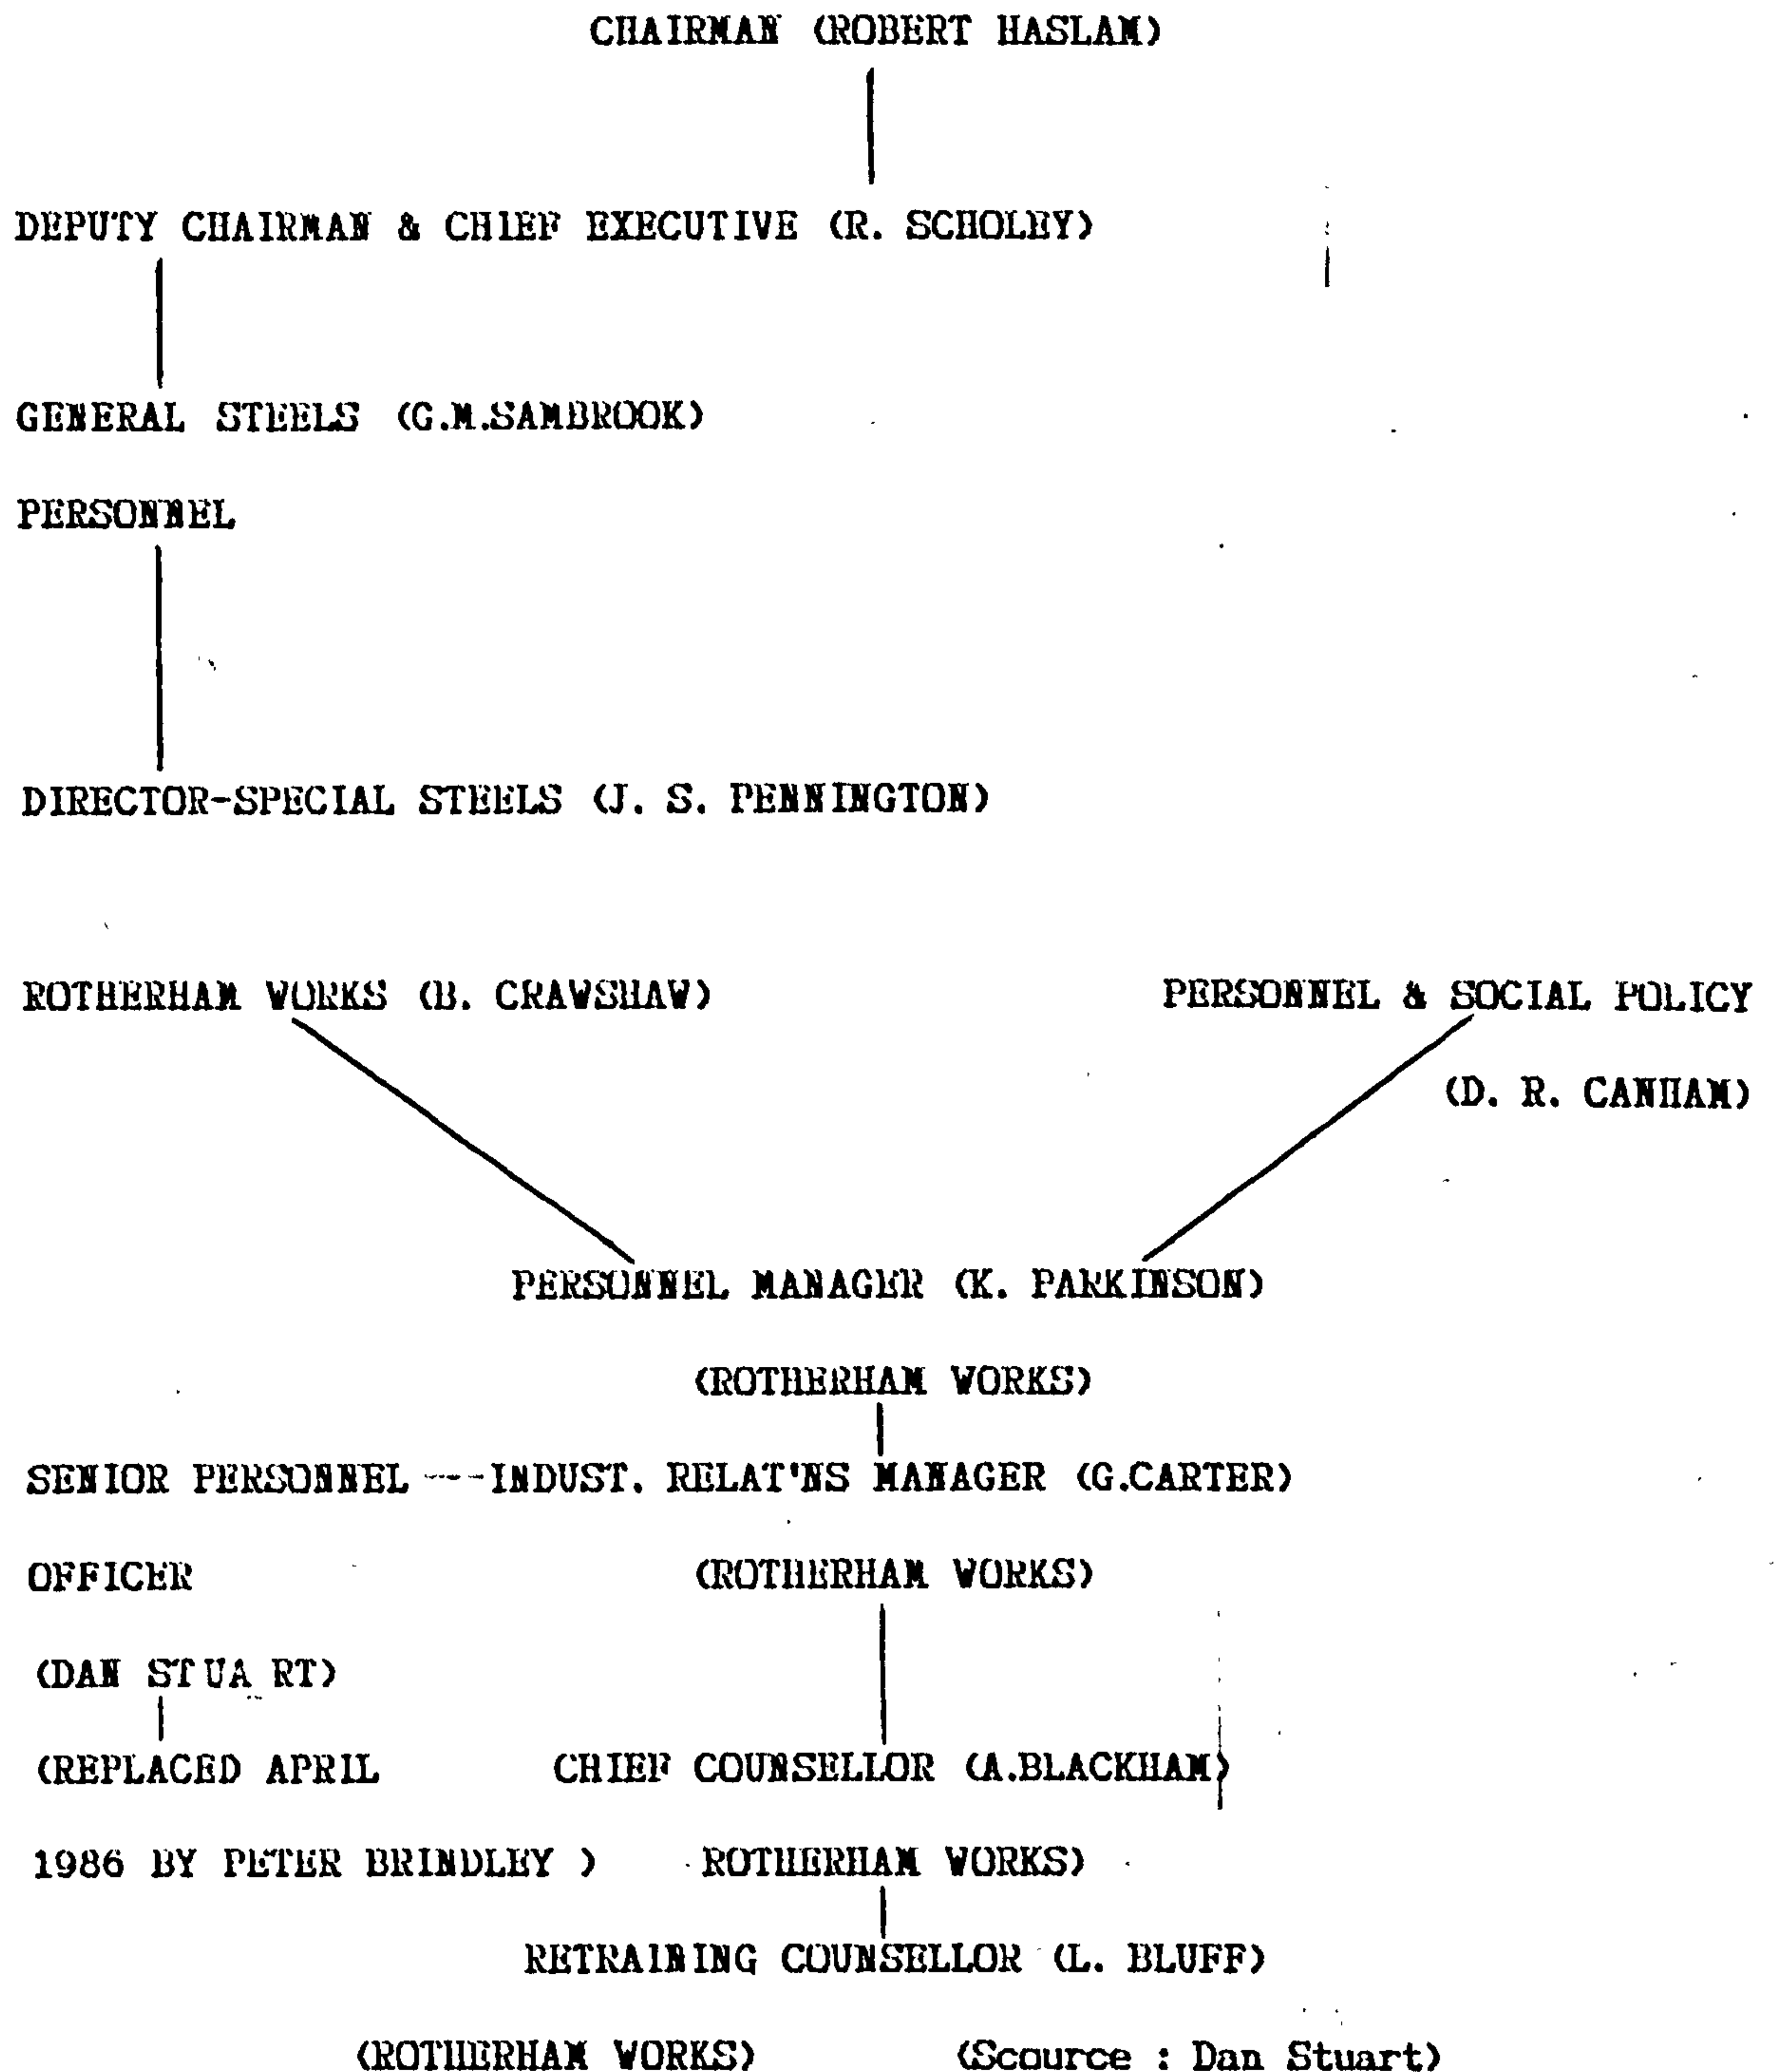 CHAIRMAN (ROBERT HASLAM)
DEPUTY CHAIRMAN & CHIEF EXECUTIVE (R. SCHOLEY)
GENERAL STEELS (G.M.SAMBROOK)
PERSONNEL
DIRECTOR-SPECIAL STEELS (J. S. PENNINGTON)
ROTHERHAM WORKS (B. CRAWSHAW) PERSONNEL & SOCIAL POLICY
(D. R. CANHAM)
PERSONNEL MANAGER (K. PARKINSON)
(ROTHERHAM WORKS)
SENIOR PERSONNEL ---INDUST. RELAT'NS MANAGER (G.CARTER)
OFFICER (ROTHERHAM WORKS)
(DAN STUA RT)
(REPLACED APRIL CHIEF COUNSELLOR (A.BLACKHAM)
1986 BY PETER BRINDLEY ) ROTHERHAM WORKS)
RETRAINING COUNSELLOR (L. BLUFF)
(ROTHERHAM WORKS) (Scource : Dan Stuart)